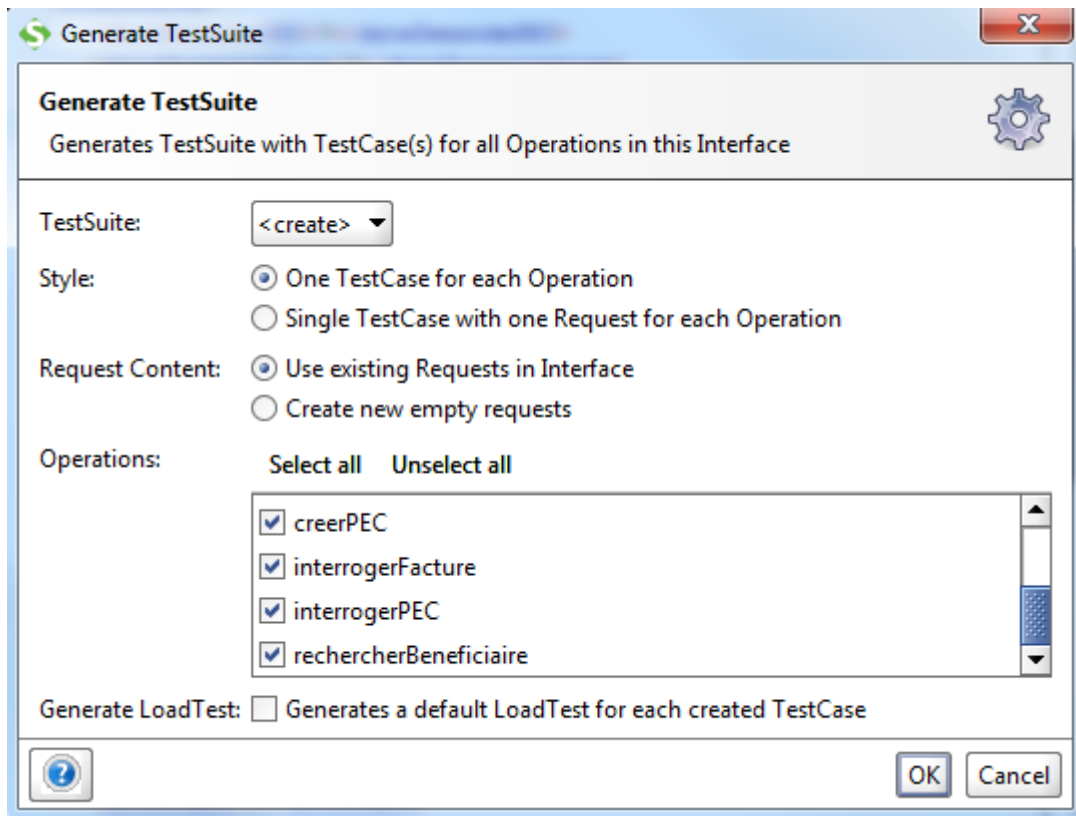 Generate TestSuite
Generate TestSuite
Generates TestSuite with TestCase(s) for all Operations in this Interface
TestSuite: <create>
Style: One TestCase for each Operation
Single TestCase with one Request for each Operation
Request Content: Use existing Requests in Interface
Create new empty requests
Operations: Select all Unselect all
creerPEC
interrogerFacture
interrogerPEC
rechercherBeneficiaire
Generate LoadTest: Generates a default LoadTest for each created TestCase
OK Cancel